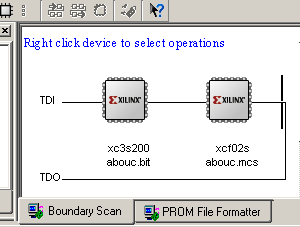 Right click device to select operations
TDI
XILINX
XILINX
xc3s200
xcf02s
abouc.bit
abouc.mcs
TDO
Boundary Scan
PROM File Formatter